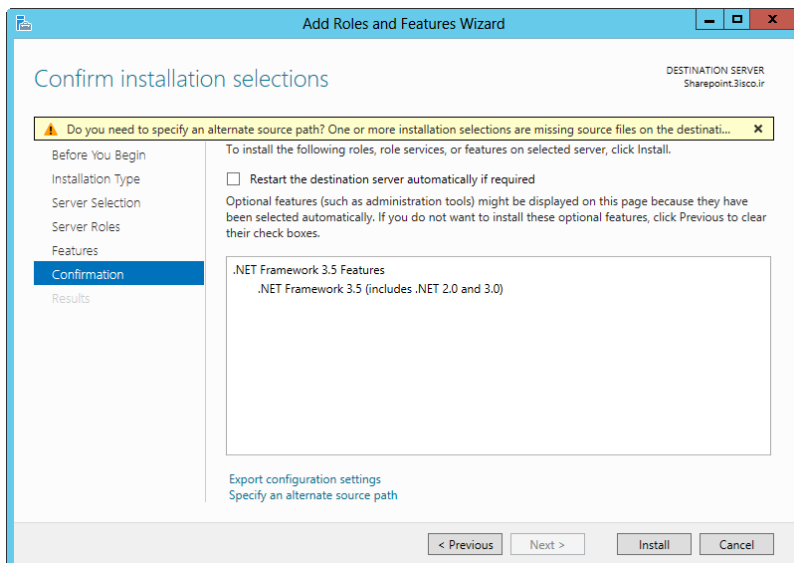 Add Roles and Features Wizard
Confirm installation selections
DESTINATION SERVER
Sharepoint.3isco.ir
Do you need to specify an alternate source path? One or more installation selections are missing source files on the destinati...
Before You Begin
Installation Type
Server Selection
Server Roles
Features
Confirmation
Results
To install the following roles, role services, or features on selected server, click Install.
Restart the destination server automatically if required
Optional features (such as administration tools) might be displayed on this page because they have
been selected automatically. If you do not want to install these optional features, click Previous to clear
their check boxes.
.NET Framework 3.5 Features
.NET Framework 3.5 (includes .NET 2.0 and 3.0)
Export configuration settings
Specify an alternate source path
< Previous
Next >
Install
Cancel